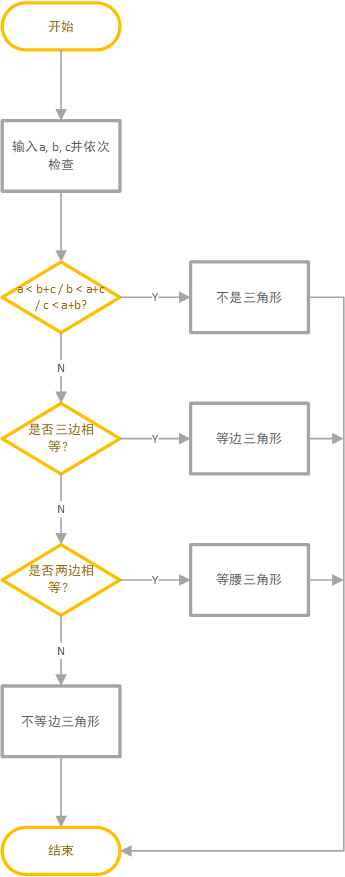 开始
输入a, b, c并依次
检查
a < b+c / b < a+c
/ c < a+b?
Y
不是三角形
N
是否三边相
等？
Y
等边三角形
N
是否两边相
等？
Y
等腰三角形
N
不等边三角形
结束